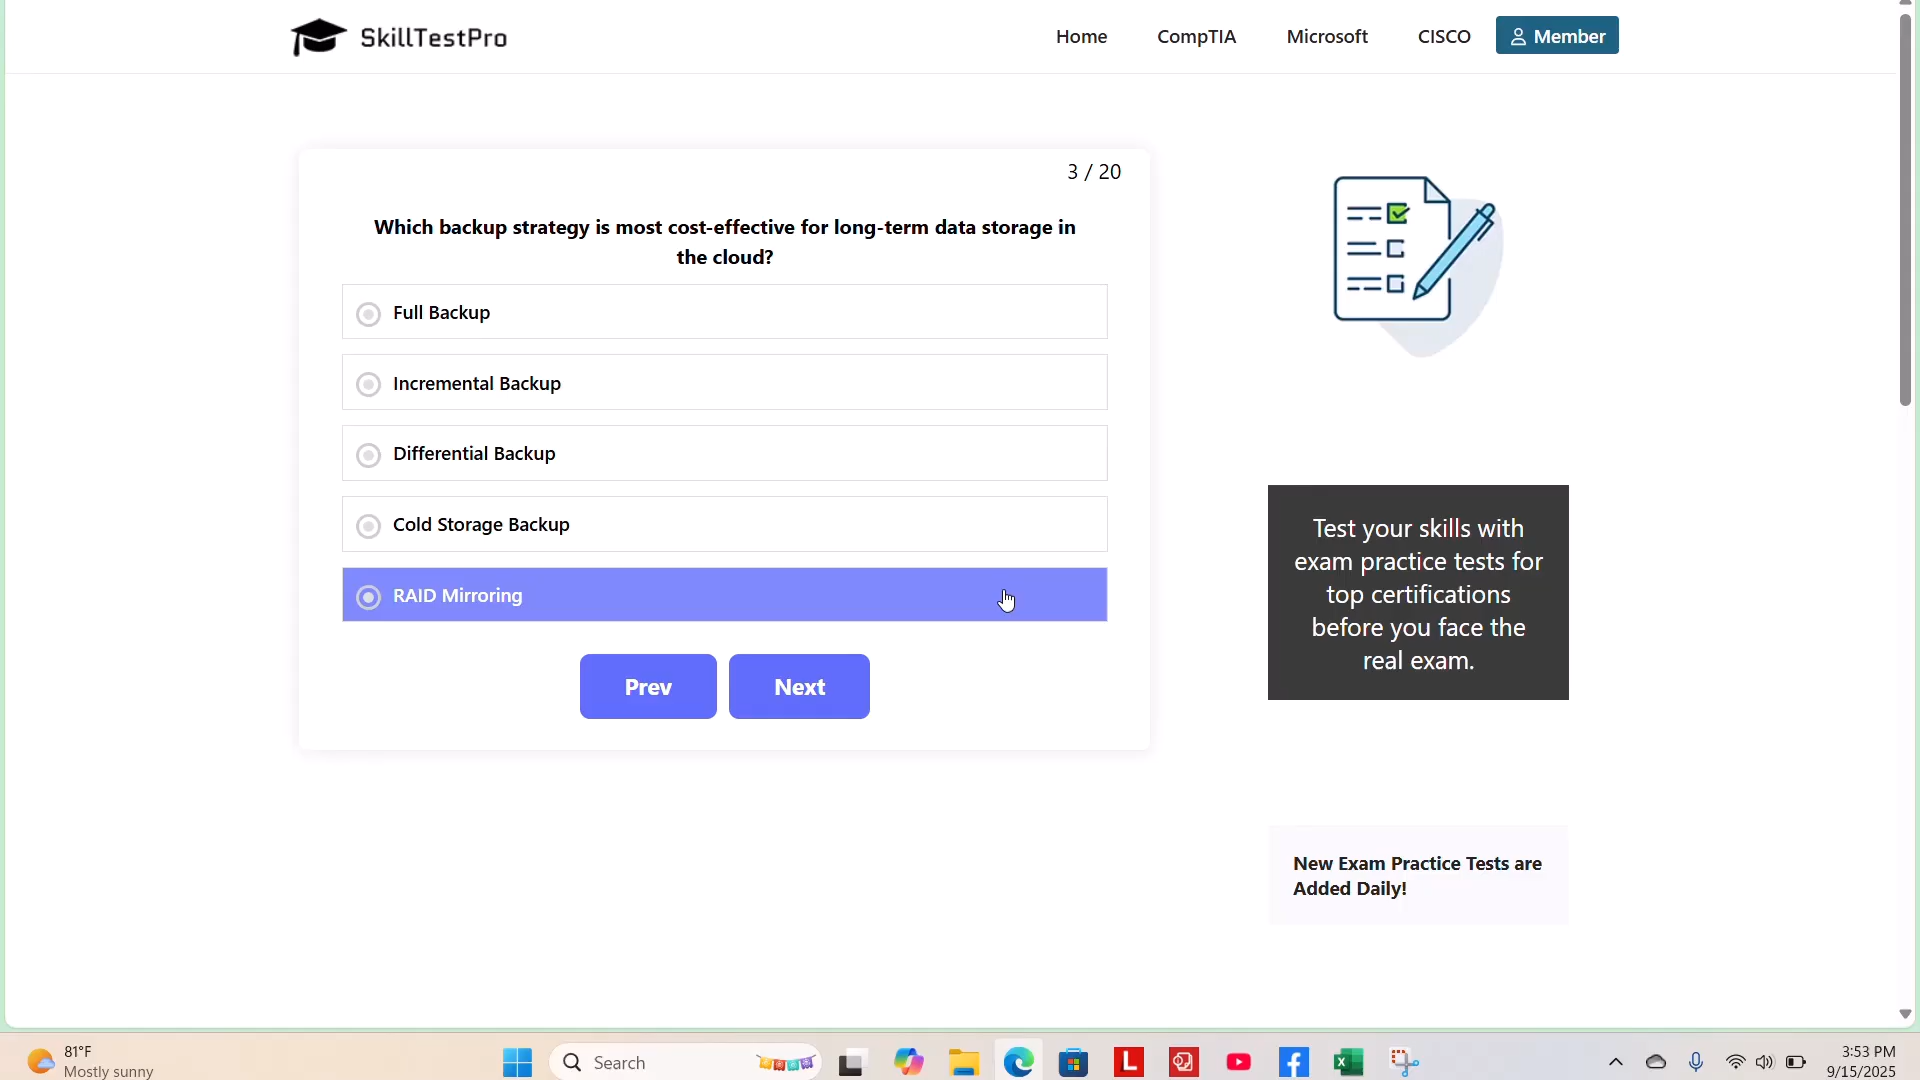 SkillTestPro
Home
CompTIA
Microsoft
CISCO
Member
3 / 20
Which backup strategy is most cost-effective for long-term data storage in
the cloud?
Full Backup
Incremental Backup
Differential Backup
Cold Storage Backup
RAID Mirroring
Prev
Next
Test your skills with
exam practice tests for
top certifications
before you face the
real exam.
New Exam Practice Tests are
Added Daily!
81°F
Mostly sunny
Search
L
3:53 PM
9/15/2025